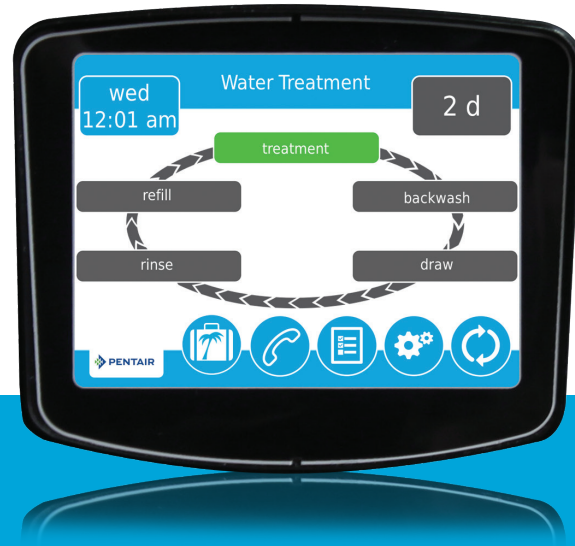 Water Treatment
wed
12:01 am
2 d
treatment
refill
backwash
rinse
draw
PENTAIR